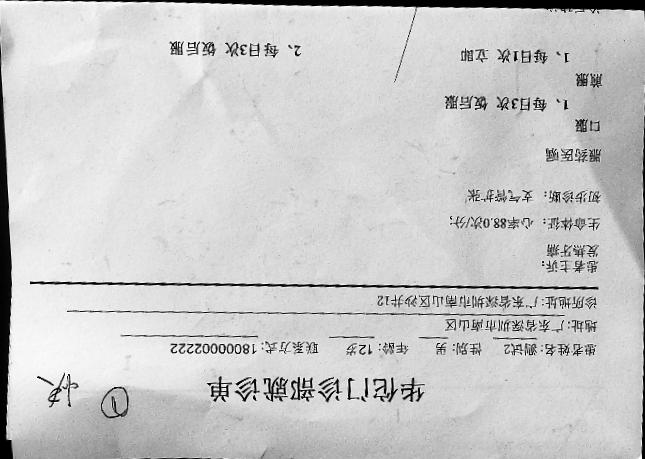 ①
华佗门诊部就诊单
患者姓名: 测试2 性别: 男 年龄: 12岁 联系方式: 18000002222
地址: 广东省深圳市南山区
诊所地址: 广东省深圳市南山区沙井12
患者主诉:
发热牙痛
生命体征: 心率88.0次/分;
初步诊断: 支气管扩张
服药医嘱
口服
1、每日3次 饭后服
煎服
1、每日1次 立即 2、每日3次 饭后服